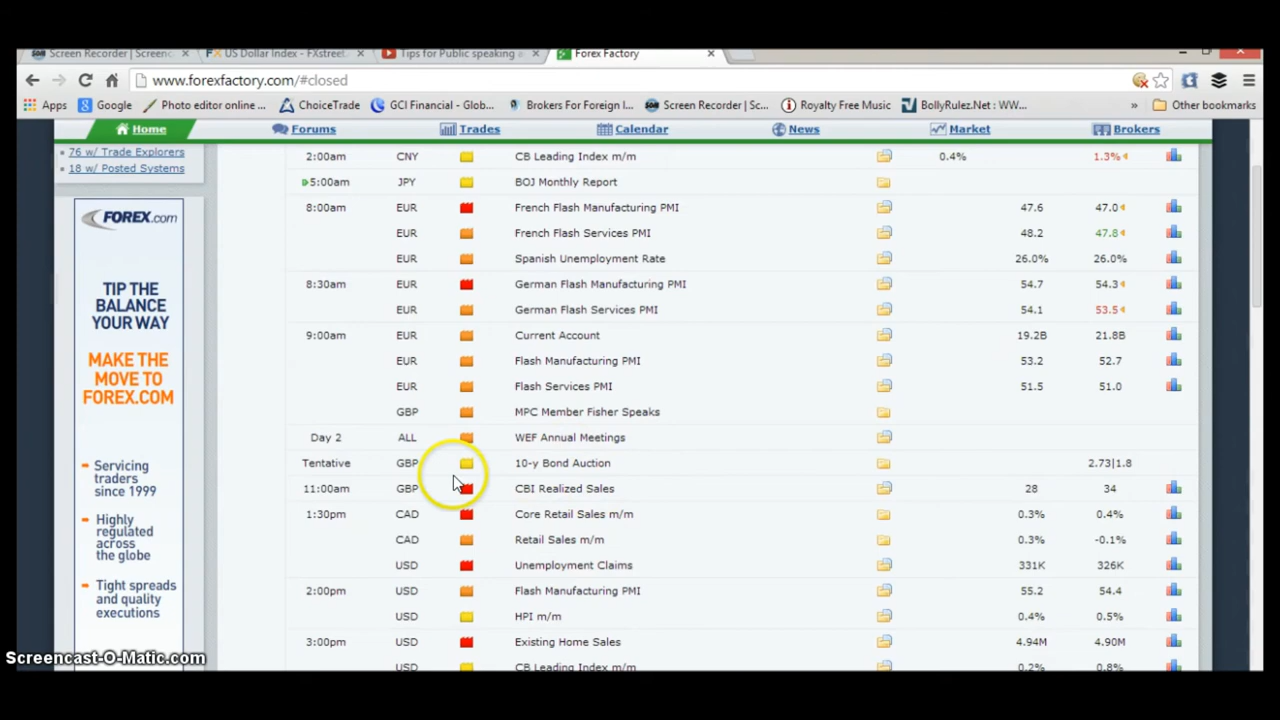 Screen Recorder | Screenc
US Dollar Index - FXstreet.
Tips for Public speaking a
Forex Factory
www.forexfactory.com/#closed
Apps Google Photo editor online ... ChoiceTrade GCI Financial - Glob... Brokers For Foreign I... Screen Recorder | Sc... Royalty Free Music BollyRulez.Net : WW... » Other bookmarks
Home Forums Trades Calendar News Market Brokers
76 w/ Trade Explorers
18 w/ Posted Systems
FOREX.com
TIP THE
BALANCE
YOUR WAY
MAKE THE
MOVE TO
FOREX.COM
Servicing
traders
since 1999
Highly
regulated
across
the globe
Tight spreads
and quality
executions
2:00am CNY CB Leading Index m/m 0.4% 1.3%
5:00am JPY BOJ Monthly Report
8:00am EUR French Flash Manufacturing PMI 47.6 47.0
EUR French Flash Services PMI 48.2 47.8
EUR Spanish Unemployment Rate 26.0% 26.0%
8:30am EUR German Flash Manufacturing PMI 54.7 54.3
EUR German Flash Services PMI 54.1 53.5
9:00am EUR Current Account 19.2B 21.8B
EUR Flash Manufacturing PMI 53.2 52.7
EUR Flash Services PMI 51.5 51.0
GBP MPC Member Fisher Speaks
Day 2 ALL WEF Annual Meetings
Tentative GBP 10-y Bond Auction 2.73|1.8
11:00am GBP CBI Realized Sales 28 34
1:30pm CAD Core Retail Sales m/m 0.3% 0.4%
CAD Retail Sales m/m 0.3% -0.1%
USD Unemployment Claims 331K 326K
2:00pm USD Flash Manufacturing PMI 55.2 54.4
USD HPI m/m 0.4% 0.5%
3:00pm USD Existing Home Sales 4.94M 4.90M
USD CB Leading Index m/m 0.2% 0.8%
Screencast-O-Matic.com